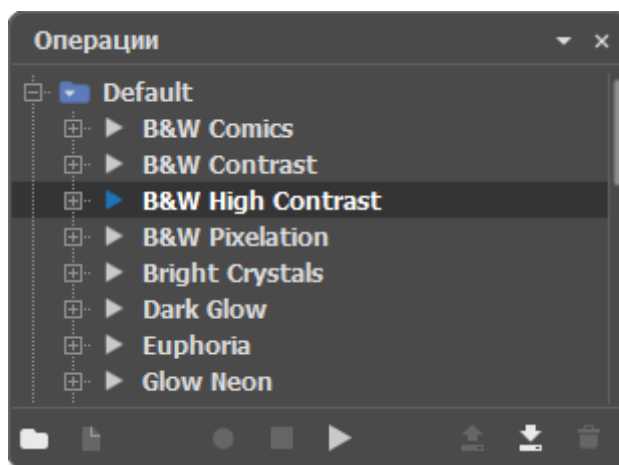 Операции
Default
B&W Comics
B&W Contrast
B&W High Contrast
B&W Pixelation
Bright Crystals
Dark Glow
Euphoria
Glow Neon